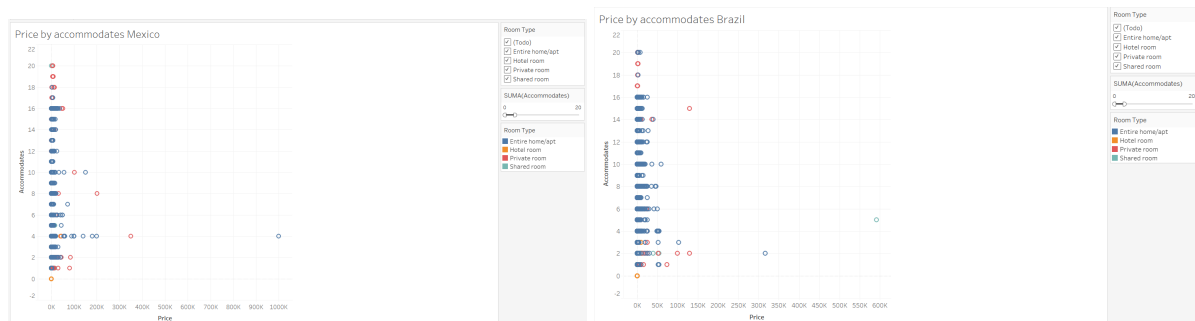 Price by accommodates Mexico
22
20
18
16
14
12
10
8
6
4
2
0
-2
Accommodates
0K 100K 200K 300K 400K 500K 600K 700K 800K 900K 1000K
Price
Room Type
(Todo)
Entire home/apt
Hotel room
Private room
Shared room
SUMA(Accommodates)
0 20
Room Type
Entire home/apt
Hotel room
Private room
Shared room
Price by accommodates Brazil
22
20
18
16
14
12
10
8
6
4
2
0
-2
Accommodates
0K 50K 100K 150K 200K 250K 300K 350K 400K 450K 500K 550K 600K
Price
Room Type
(Todo)
Entire home/apt
Hotel room
Private room
Shared room
SUMA(Accommodates)
0 20
Room Type
Entire home/apt
Hotel room
Private room
Shared room